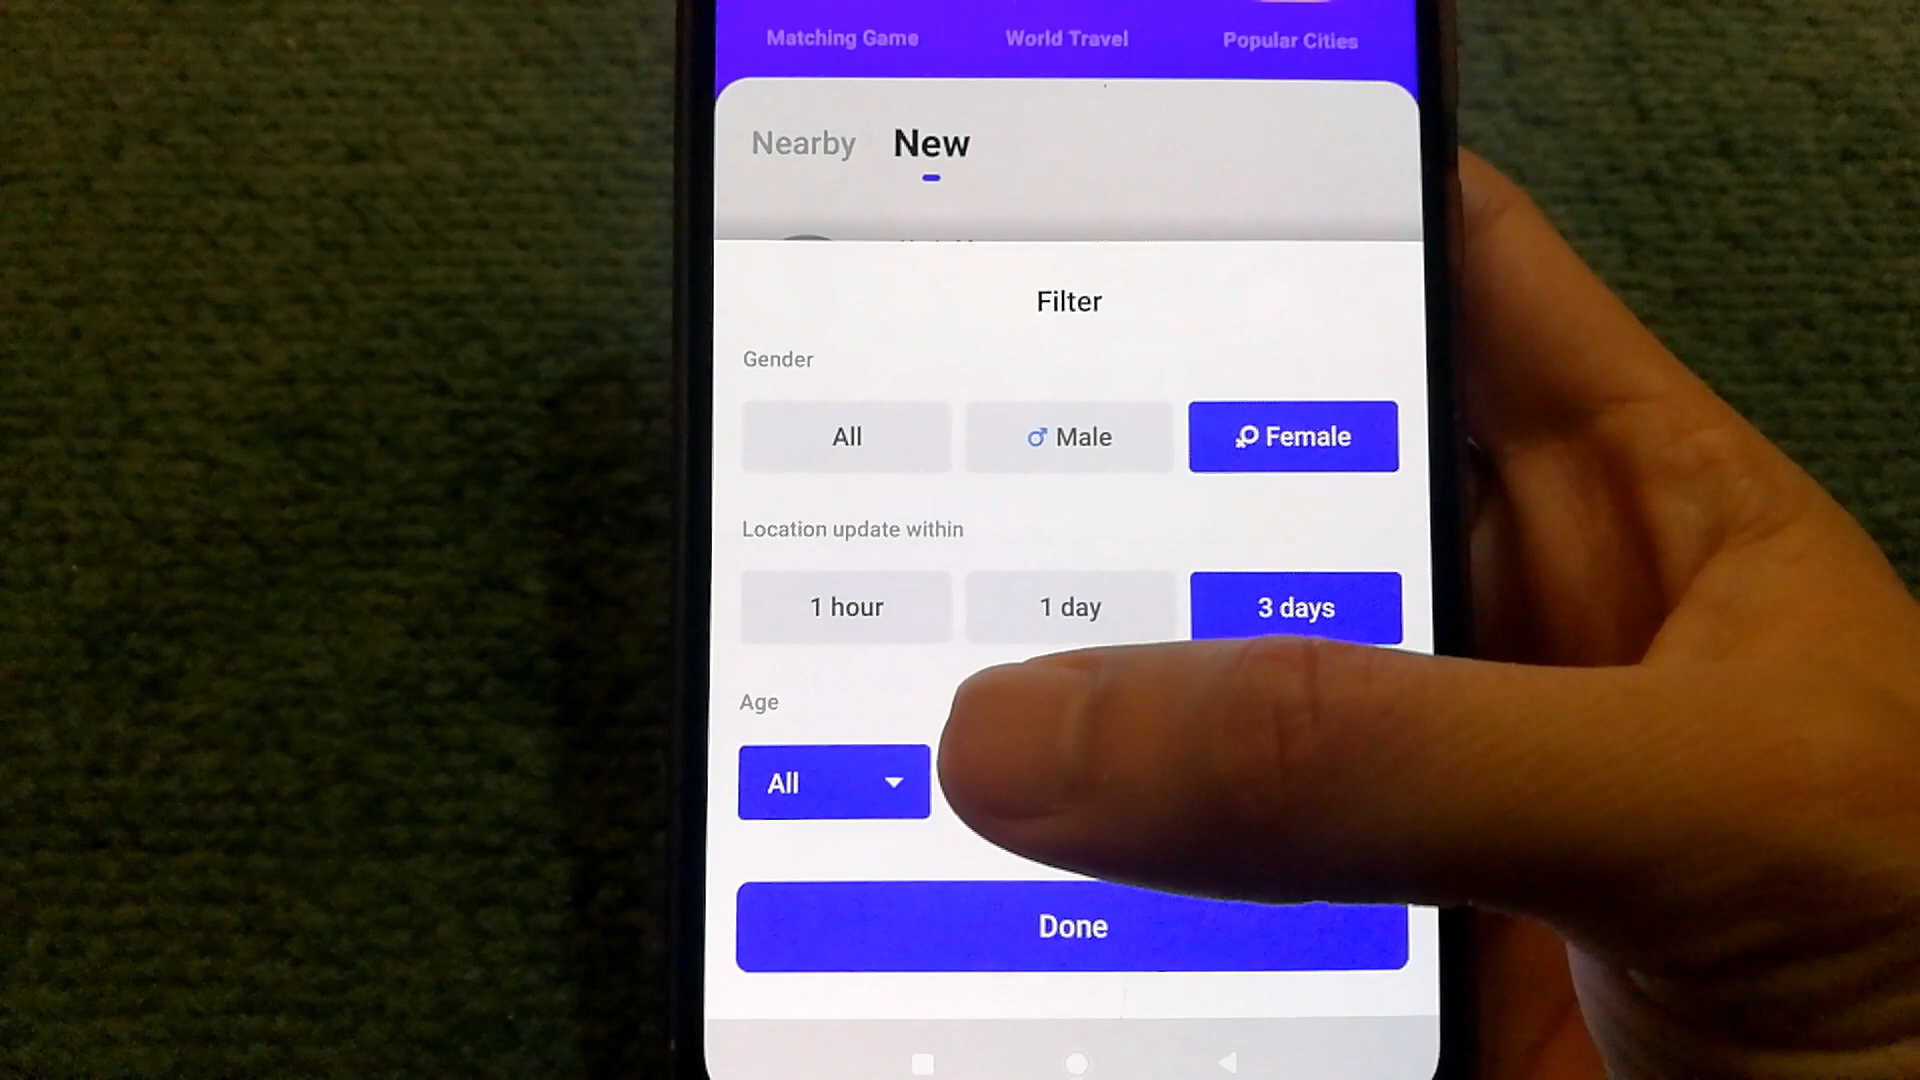 Matching Game World Travel Popular Cities
Nearby New
Filter
Gender
All Male Female
Location update within
1 hour 1 day 3 days
Age
All
Done